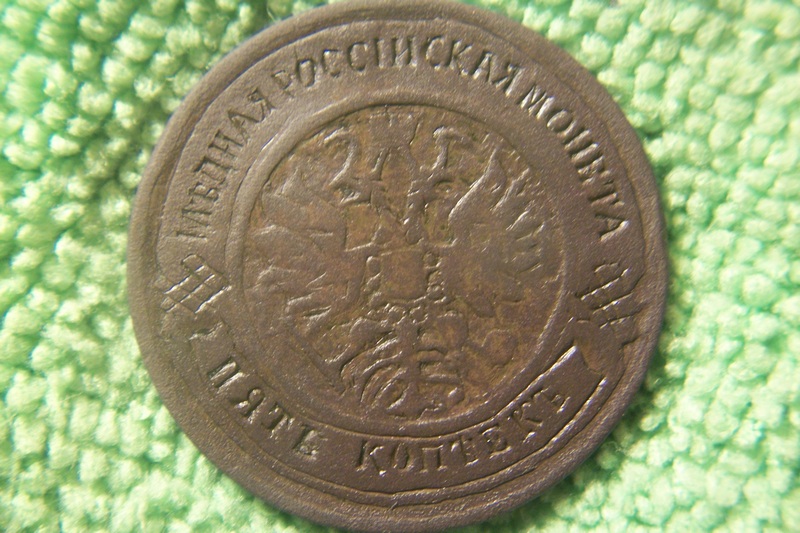 МѢДНАЯ РОССІЙСКАЯ МОНЕТА
ПЯТЬ КОПѢЕКЪ